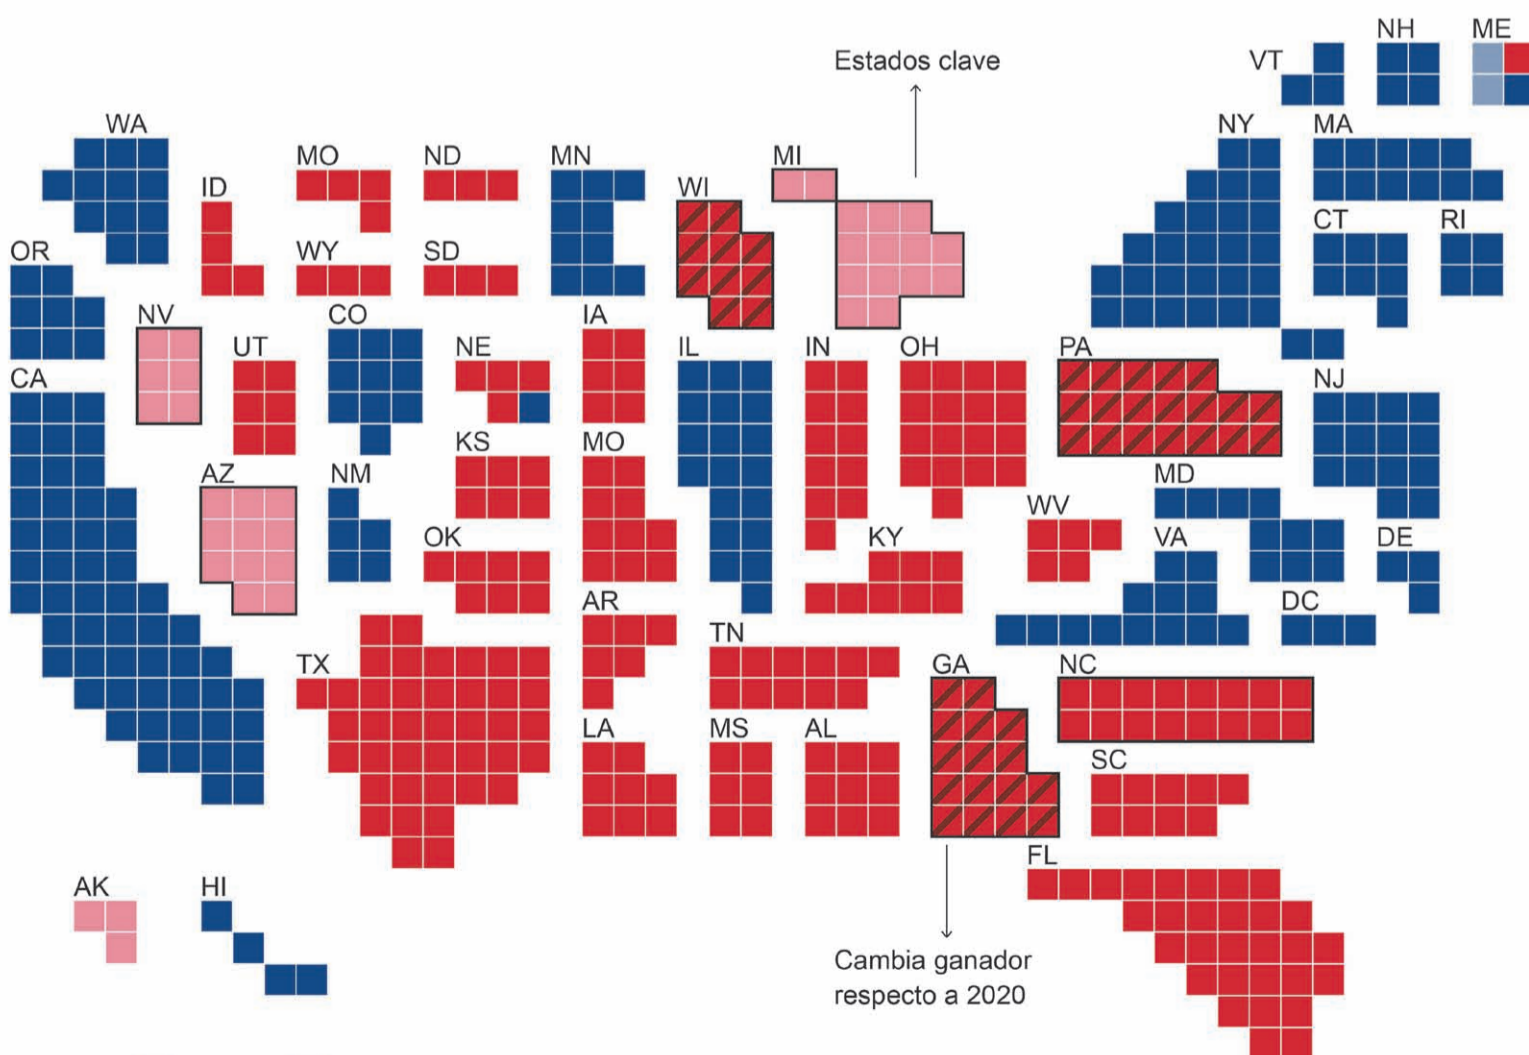 NH
ME
VT
Estados clave
WA
NY
MA
MO
ND
MN
MI
ID
WI
CT
RI
OR
WY
SD
NV
CO
IA
UT
NE
IL
IN
OH
PA
CA
NJ
KS
MO
AZ
NM
MD
WV
OK
KY
VA
DE
AR
DC
TN
TX
GA
NC
LA
MS
AL
SC
FL
AK
HI
Cambia ganador
respecto a 2020